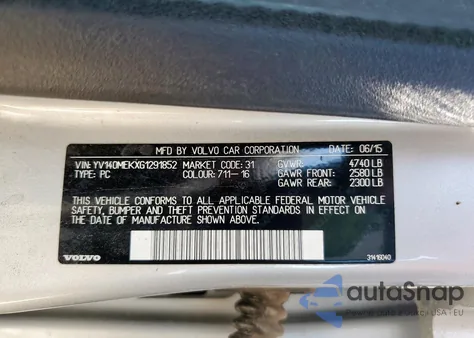 MFD BY VOLVO CAR CORPORATION DATE: 06/15
VIN: YV140MEKXG1291852 MARKET CODE: 31 GVWR: 4740 LB
TYPE: PC COLOUR: 711- 16 GAWR FRONT: 2580 LB
GAWR REAR: 2300 LB
THIS VEHICLE CONFORMS TO ALL APPLICABLE FEDERAL MOTOR VEHICLE
SAFETY, BUMPER AND THEFT PREVENTION STANDARDS IN EFFECT ON
THE DATE OF MANUFACTURE SHOWN ABOVE.
VOLVO 31416040
autoSnap